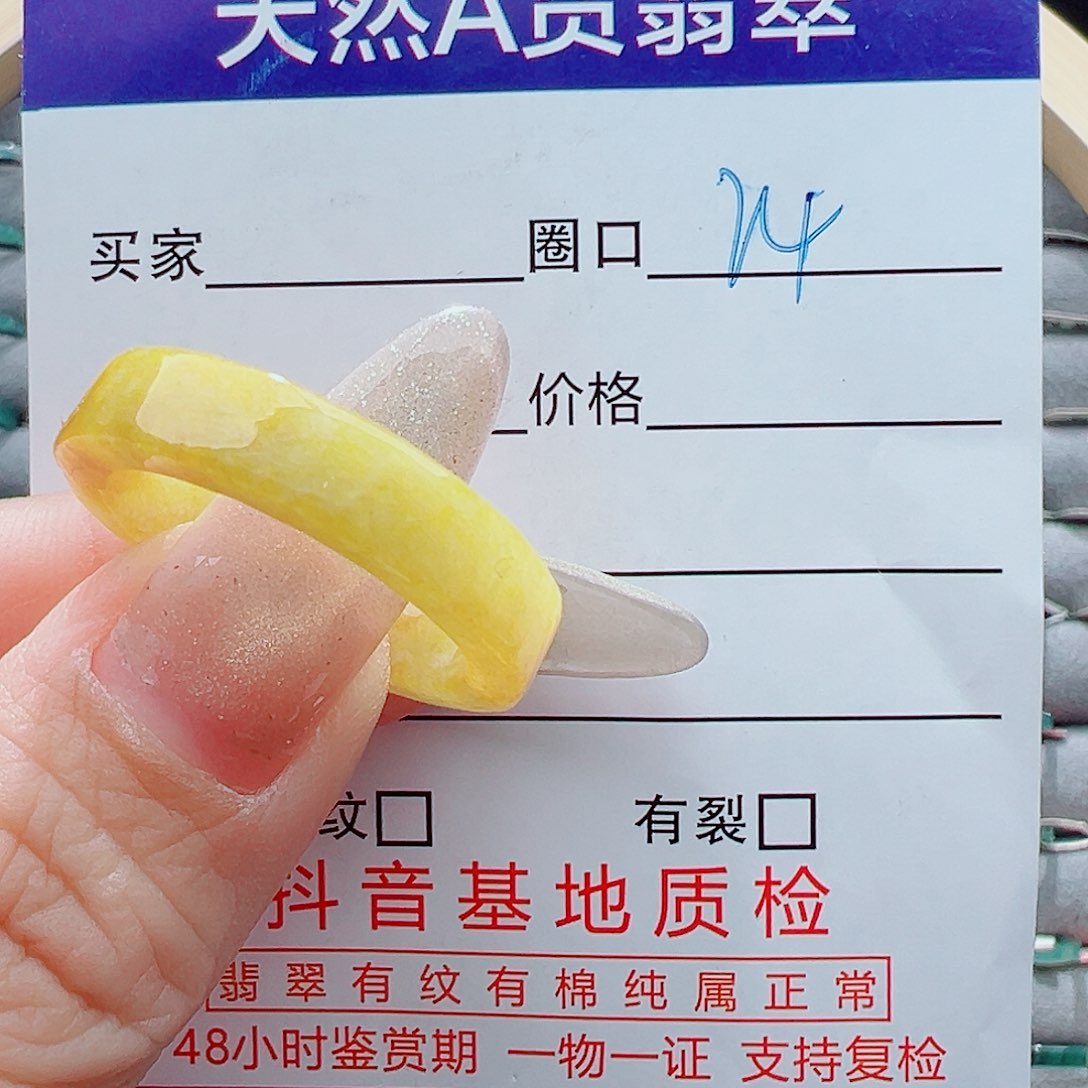 天然A货翡翠
买家 圈口
价格
纹□ 有裂□
抖音基地质检
翡翠有纹有棉纯属正常
48小时鉴赏期 一物一证 支持复检